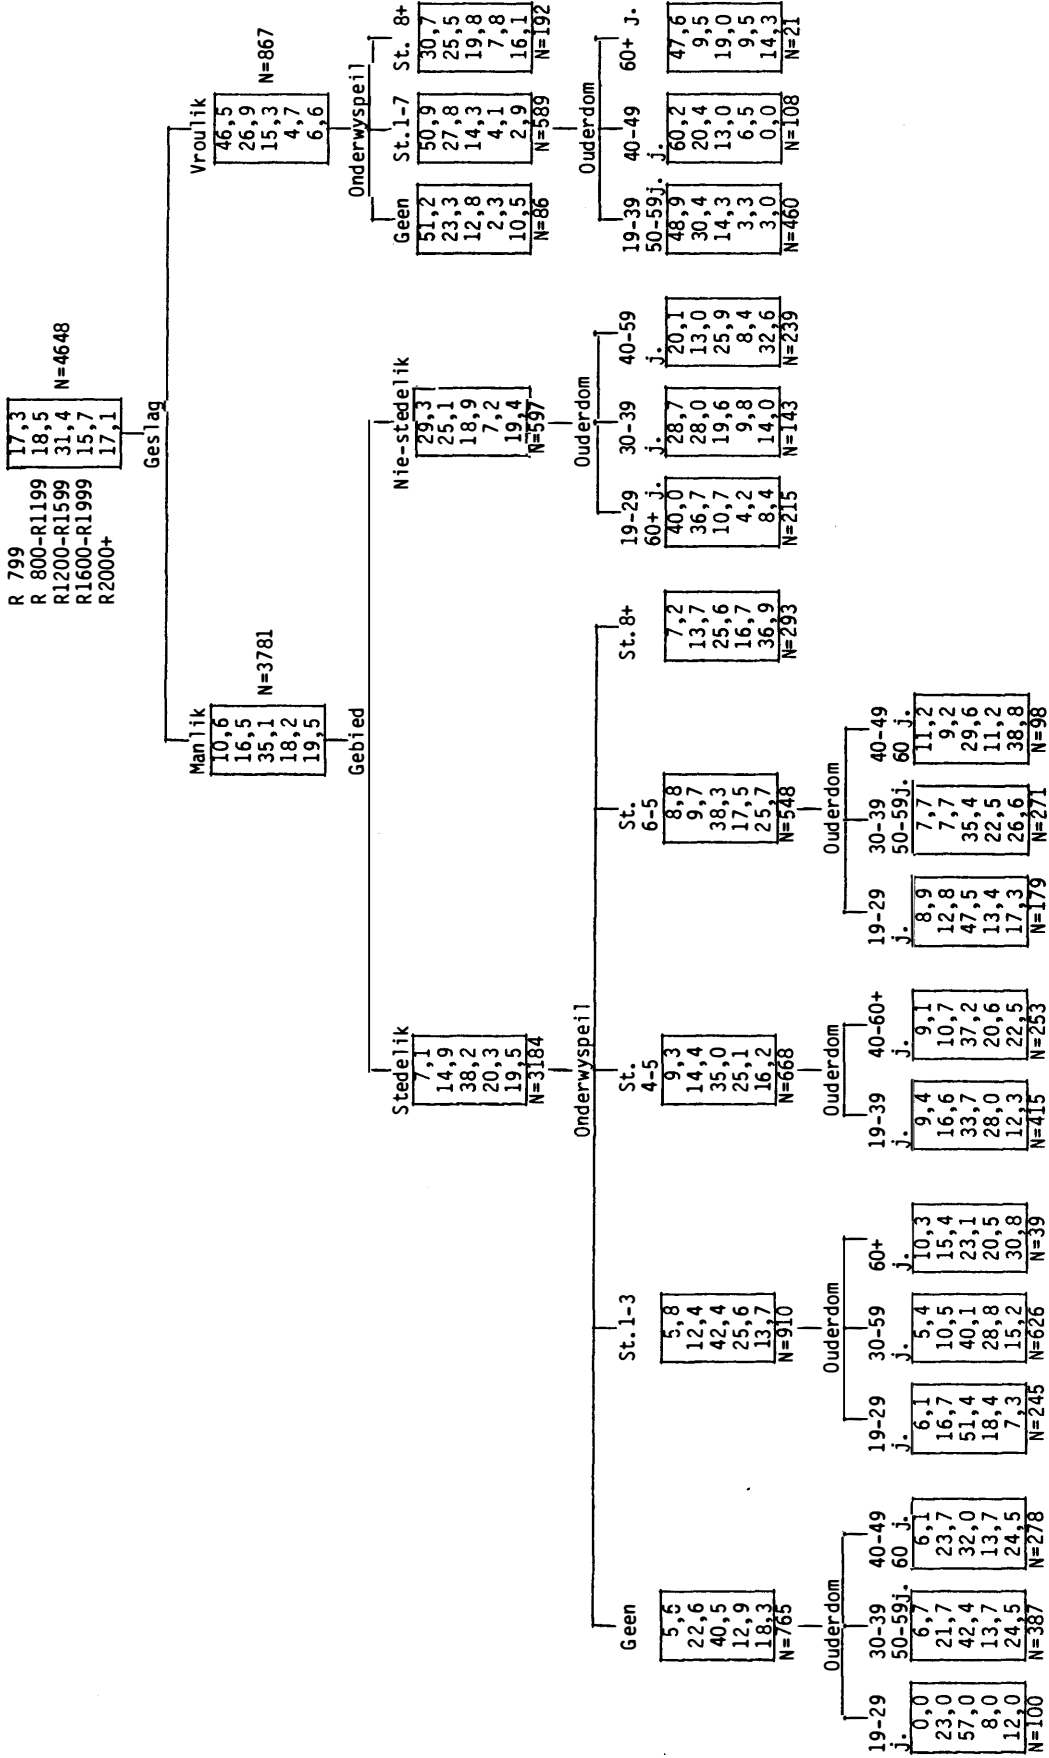 R 799 17,3
R 800-R1199 18,5
R1200-R1599 31,4 N=4648
R1600-R1999 15,7
R2000+ 17,1
Geslag
Manlik
10,6
16,5
35,1 N=3781
18,2
19,5
Gebied
Vroulik
46,5
26,9
15,3 N=867
4,7
6,6
Onderwyspeil
Stedelik
7,1
14,9
38,2
20,3
19,5
N=3184
Onderwyspeil
Nie-stedelik
29,3
25,1
18,9
7,2
19,4
N=597
Ouderdom
Geen
51,2
23,3
12,8
2,3
10,5
N=86
St.1-7
50,9
27,8
14,3
4,1
2,9
N=589
Ouderdom
St. 8+
30,7
25,5
19,8
7,8
16,1
N=192
Geen
5,6
22,6
40,5
12,9
18,3
N=765
Ouderdom
St.1-3
5,8
12,4
42,4
25,6
13,7
N=910
Ouderdom
St.
4-5
9,3
14,4
35,0
25,1
16,2
N=668
Ouderdom
St.
6-5
8,8
9,7
38,3
17,5
25,7
N=548
Ouderdom
St.8+
7,2
13,7
25,6
16,7
36,9
N=293
19-29
60+ j.
40,0
36,7
10,7
4,2
8,4
N=215
30-39
j.
28,7
28,0
19,6
9,8
14,0
N=143
40-59
j.
20,1
13,0
25,9
8,4
32,6
N=239
19-39
50-59j.
48,9
30,4
14,3
3,3
3,0
N=460
40-49
j.
60,2
20,4
13,0
6,5
0,0
N=108
60+ J.
47,6
9,5
19,0
9,5
14,3
N=21
19-29
j.
0,0
23,0
57,0
8,0
12,0
N=100
30-39
50-59j.
6,7
21,7
42,4
13,7
24,5
N=387
40-49
60 j.
6,1
23,7
32,0
13,7
24,5
N=278
19-29
j.
6,1
16,7
51,4
18,4
7,3
N=245
30-59
j.
5,4
10,5
40,1
28,8
15,2
N=626
60+
j.
10,3
15,4
23,1
20,5
30,8
N=39
19-39
j.
9,4
16,6
33,7
28,0
12,3
N=415
40-60+
j.
9,1
10,7
37,2
20,6
22,5
N=253
19-29
j.
8,9
12,8
47,5
13,4
17,3
N=179
30-39
50-59j.
7,7
7,7
35,4
22,5
26,6
N=271
40-49
60 j.
11,2
9,2
29,6
11,2
38,8
N=98